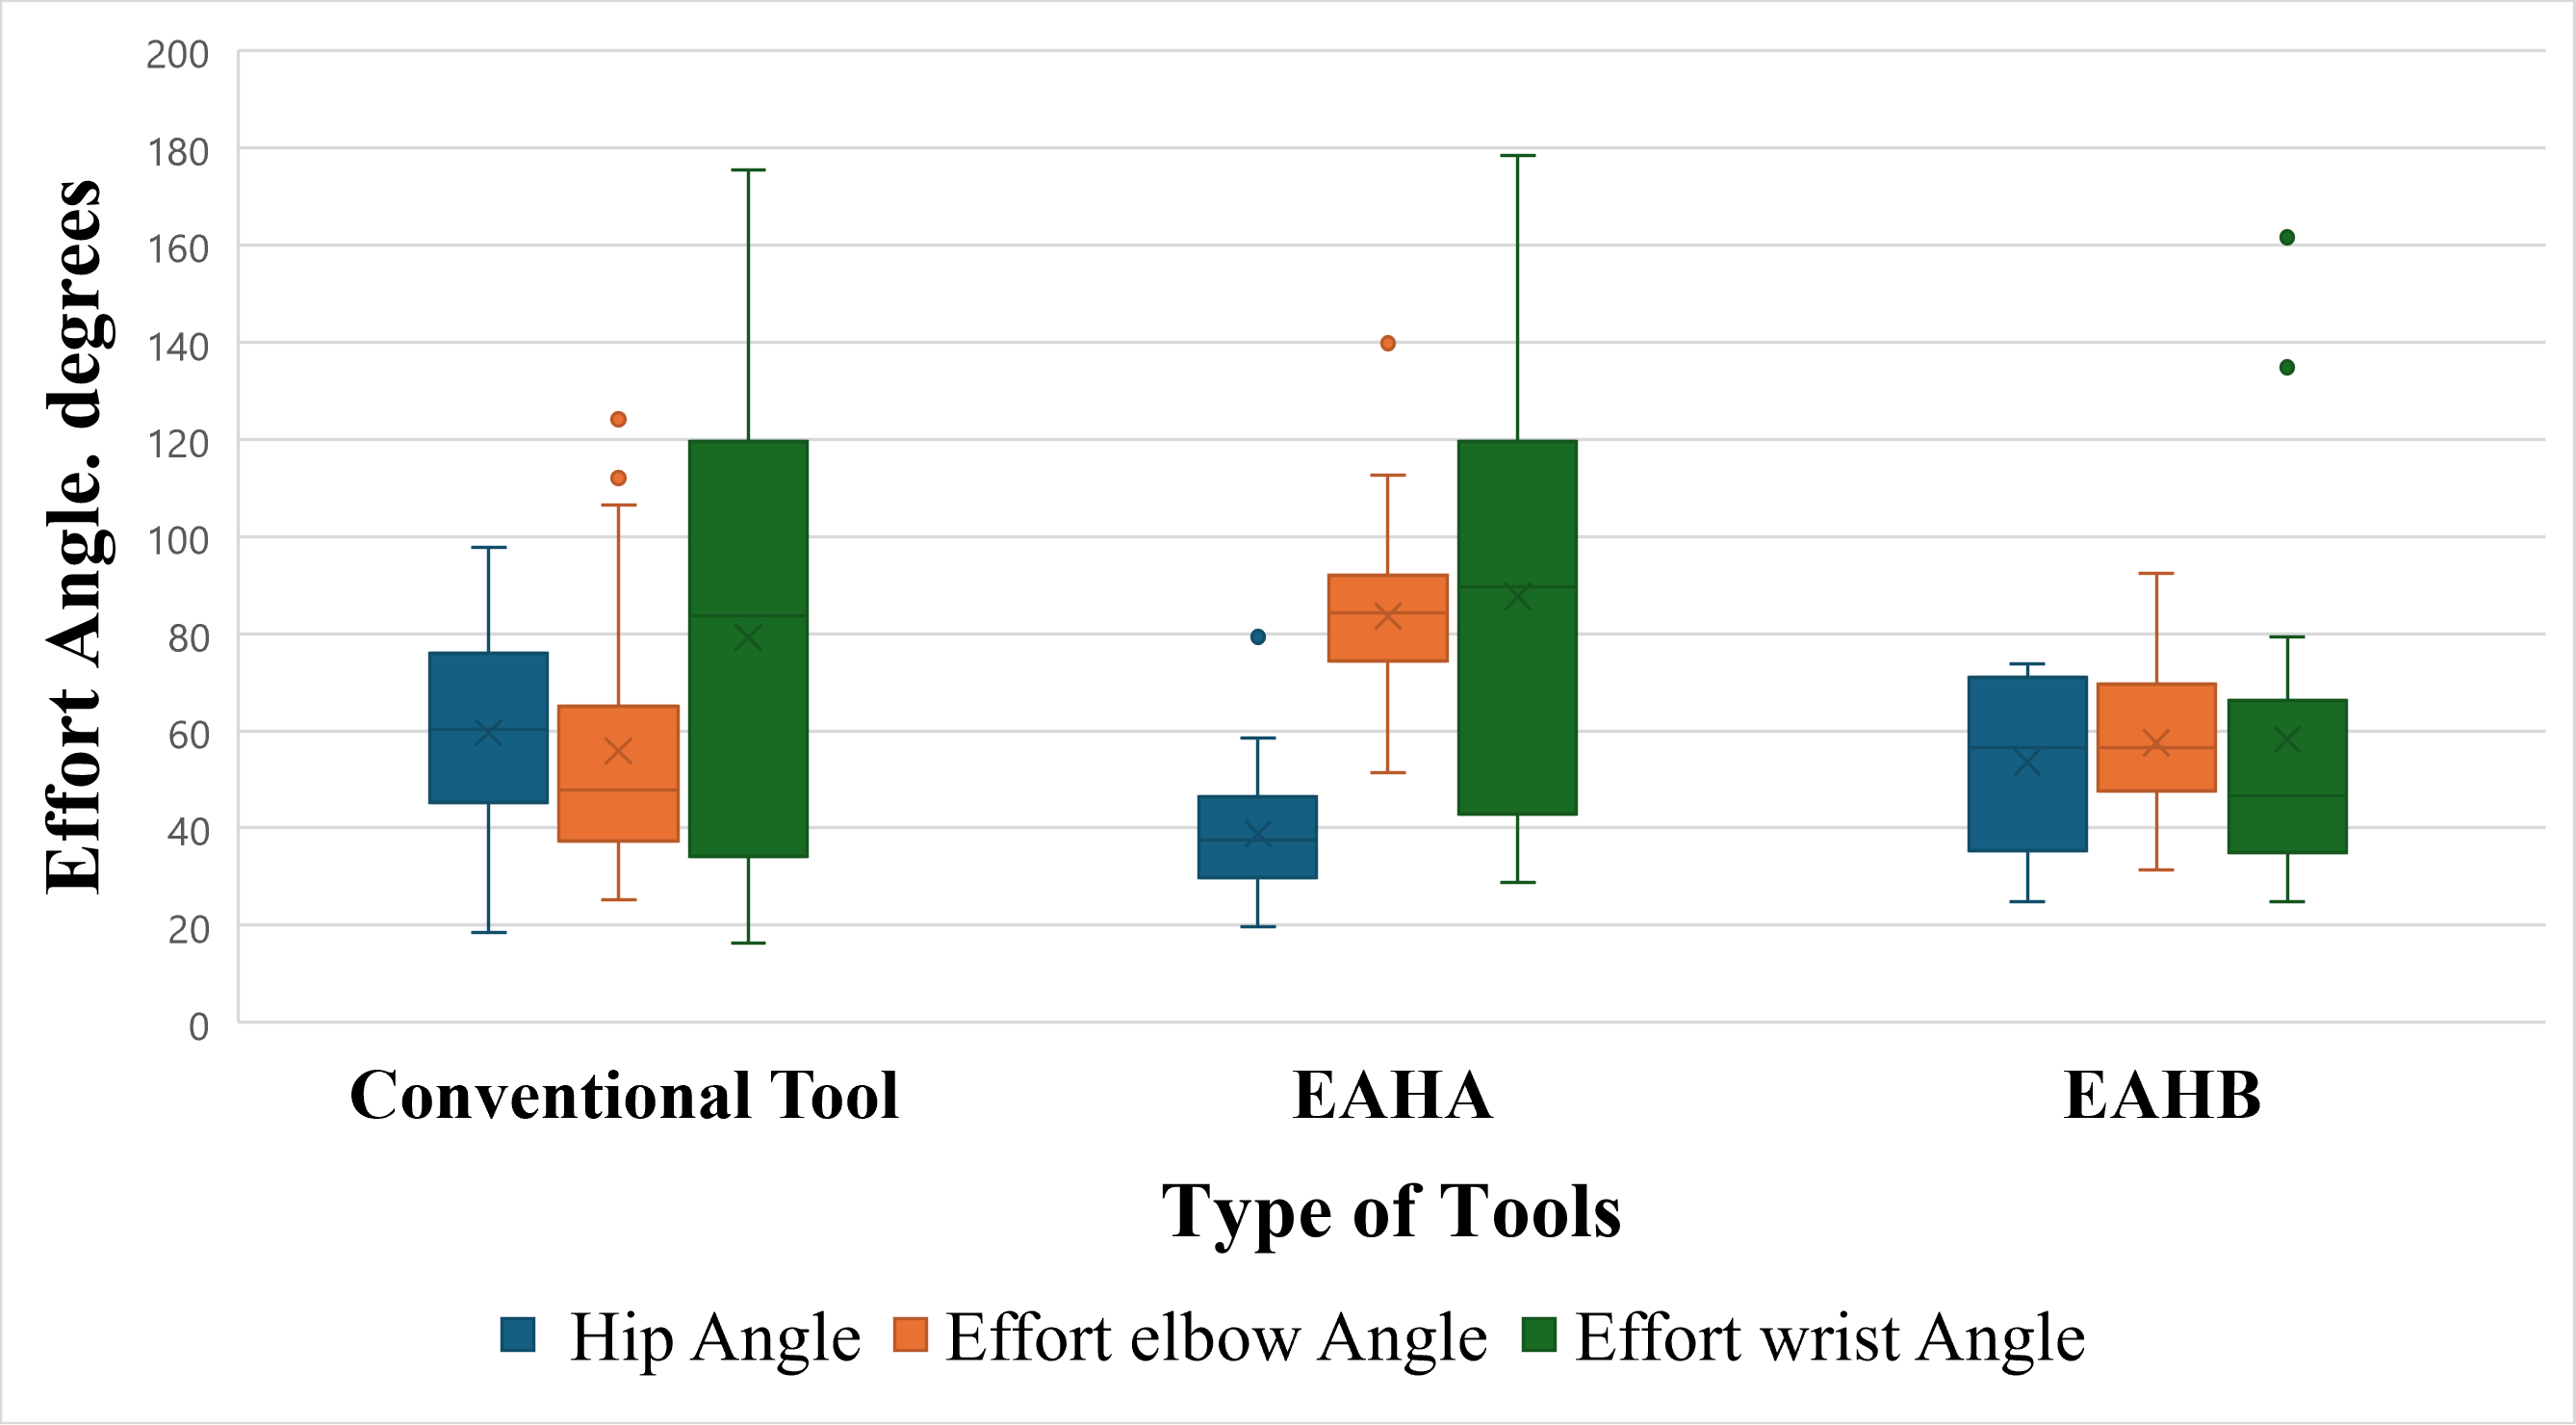 Effort Angle. degrees
200
180
160
140
120
100
80
60
40
20
0
Conventional Tool EAHA EAHB
Type of Tools
Hip Angle Effort elbow Angle Effort wrist Angle